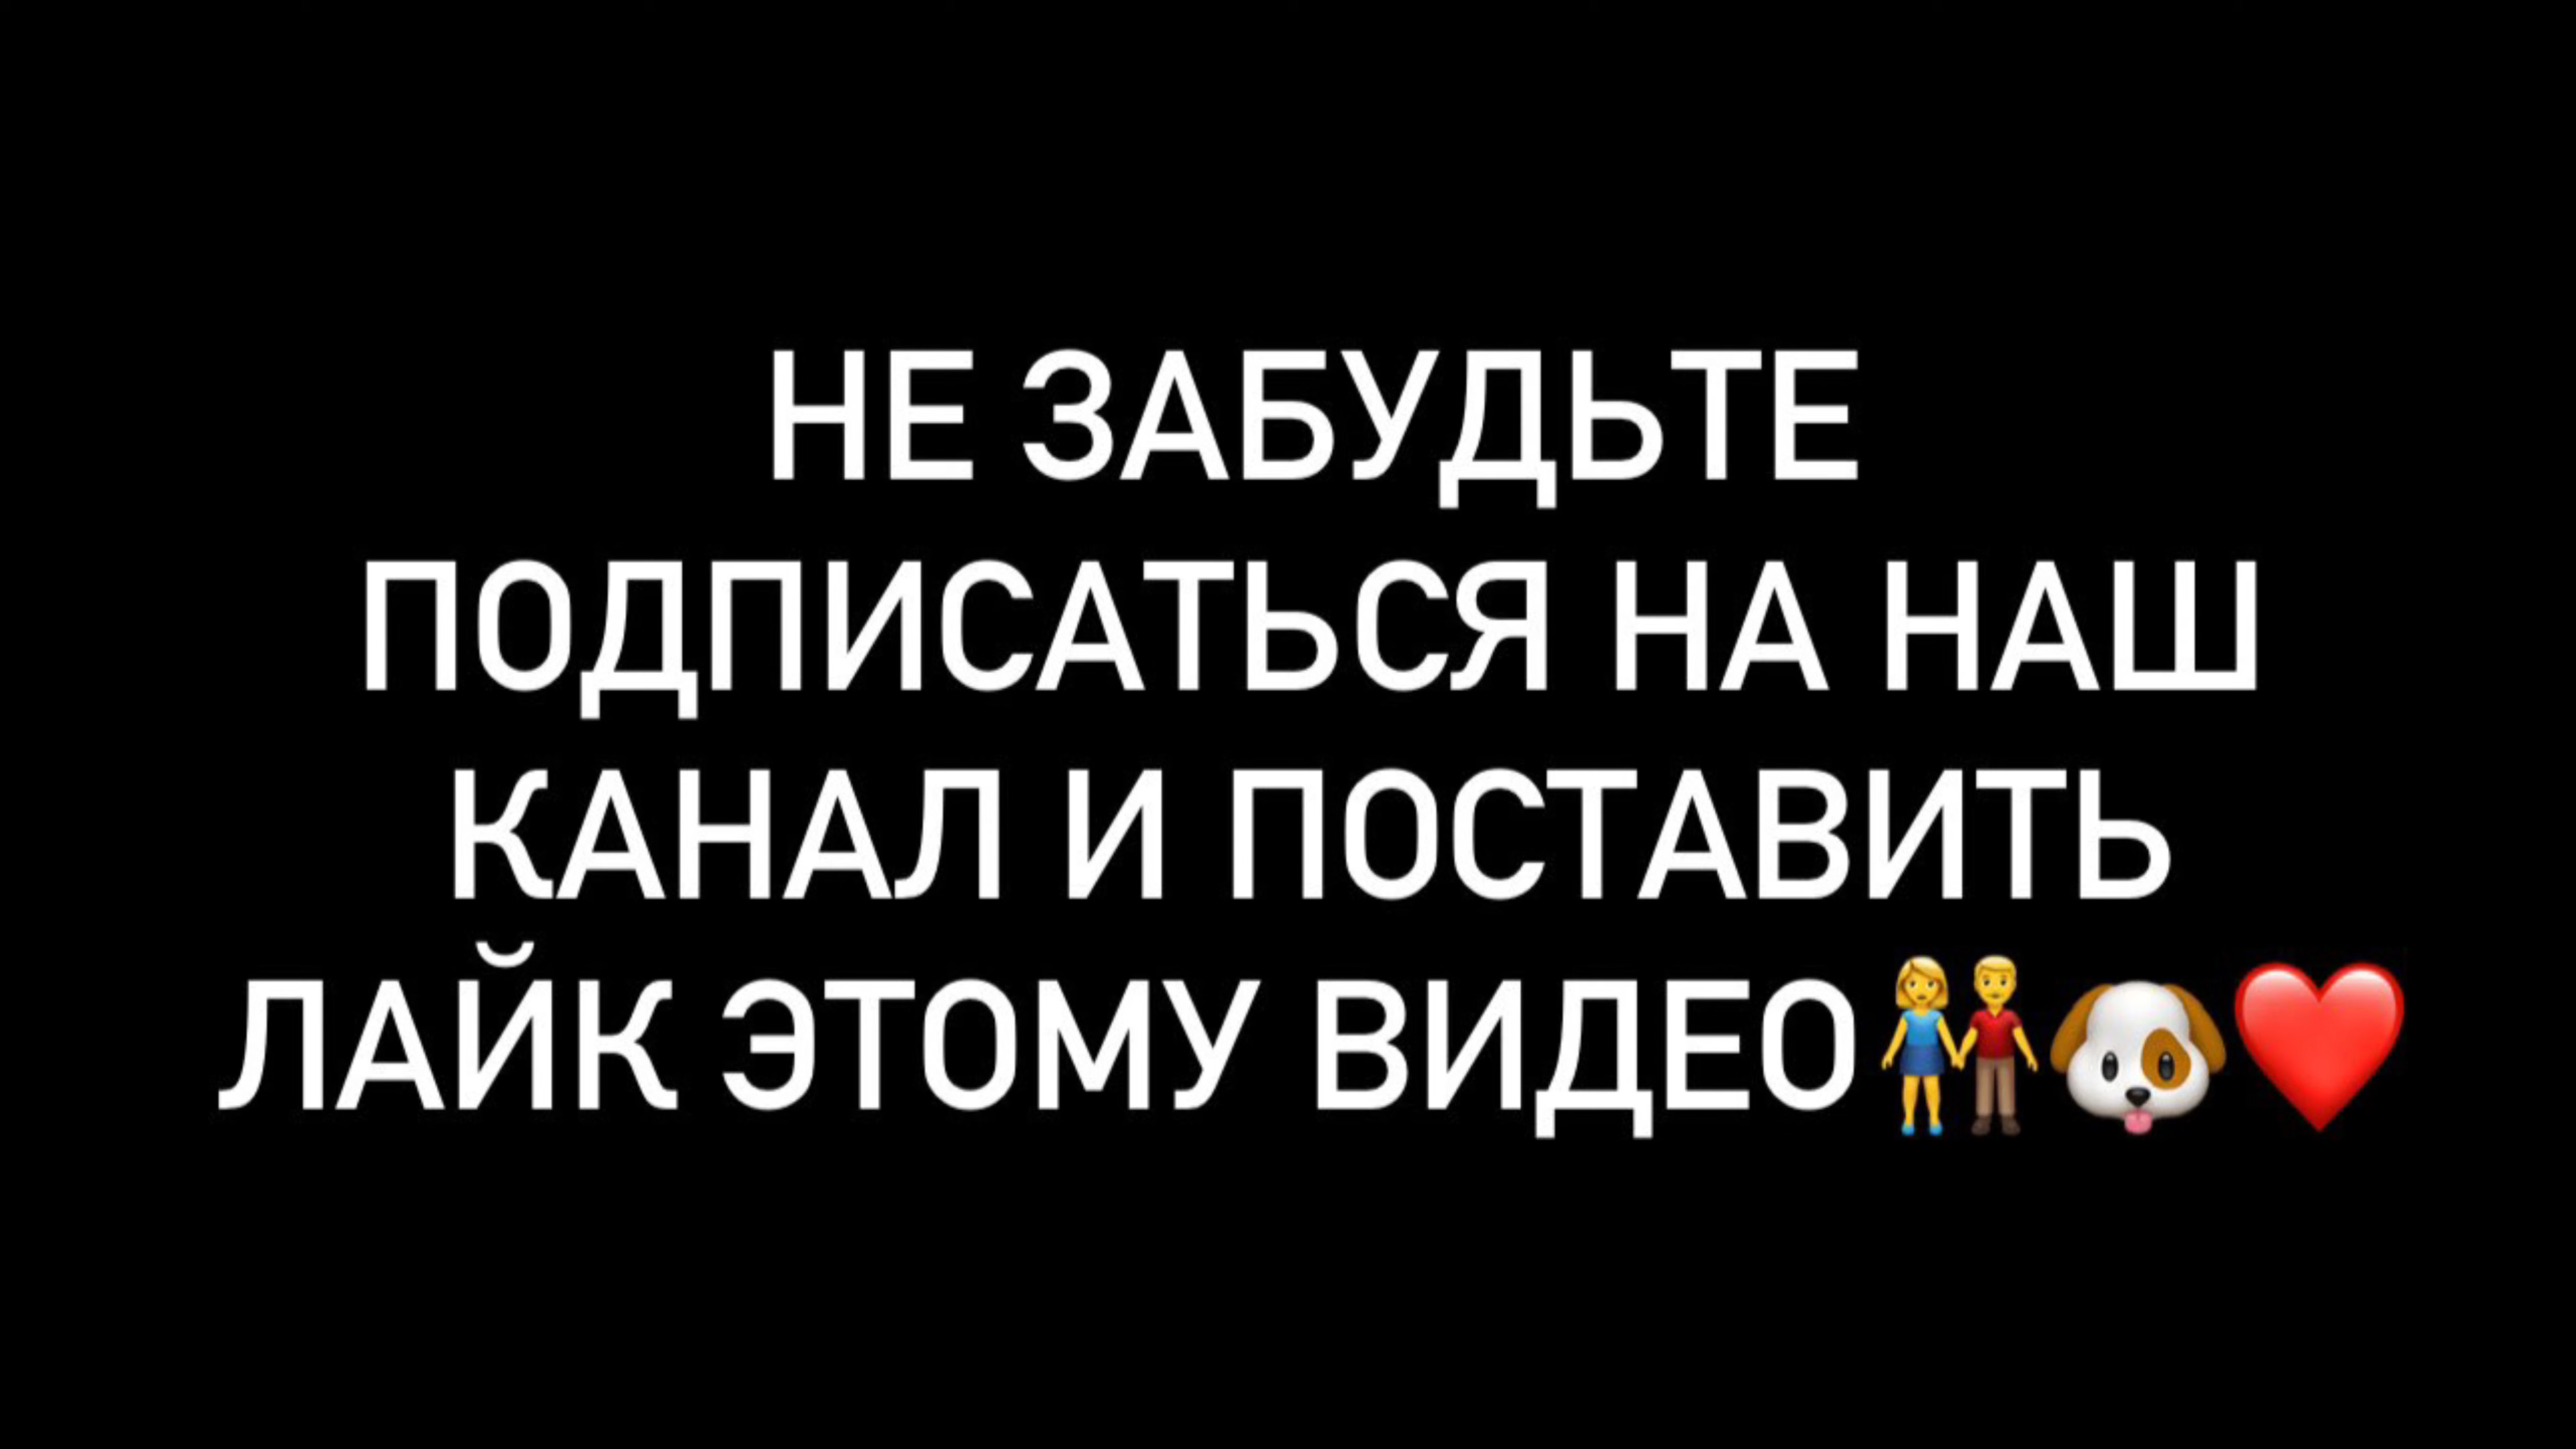 НЕ ЗАБУДЬТЕ
ПОДПИСАТЬСЯ НА НАШ
КАНАЛ И ПОСТАВИТЬ
ЛАЙК ЭТОМУ ВИДЕО👫🐶❤️